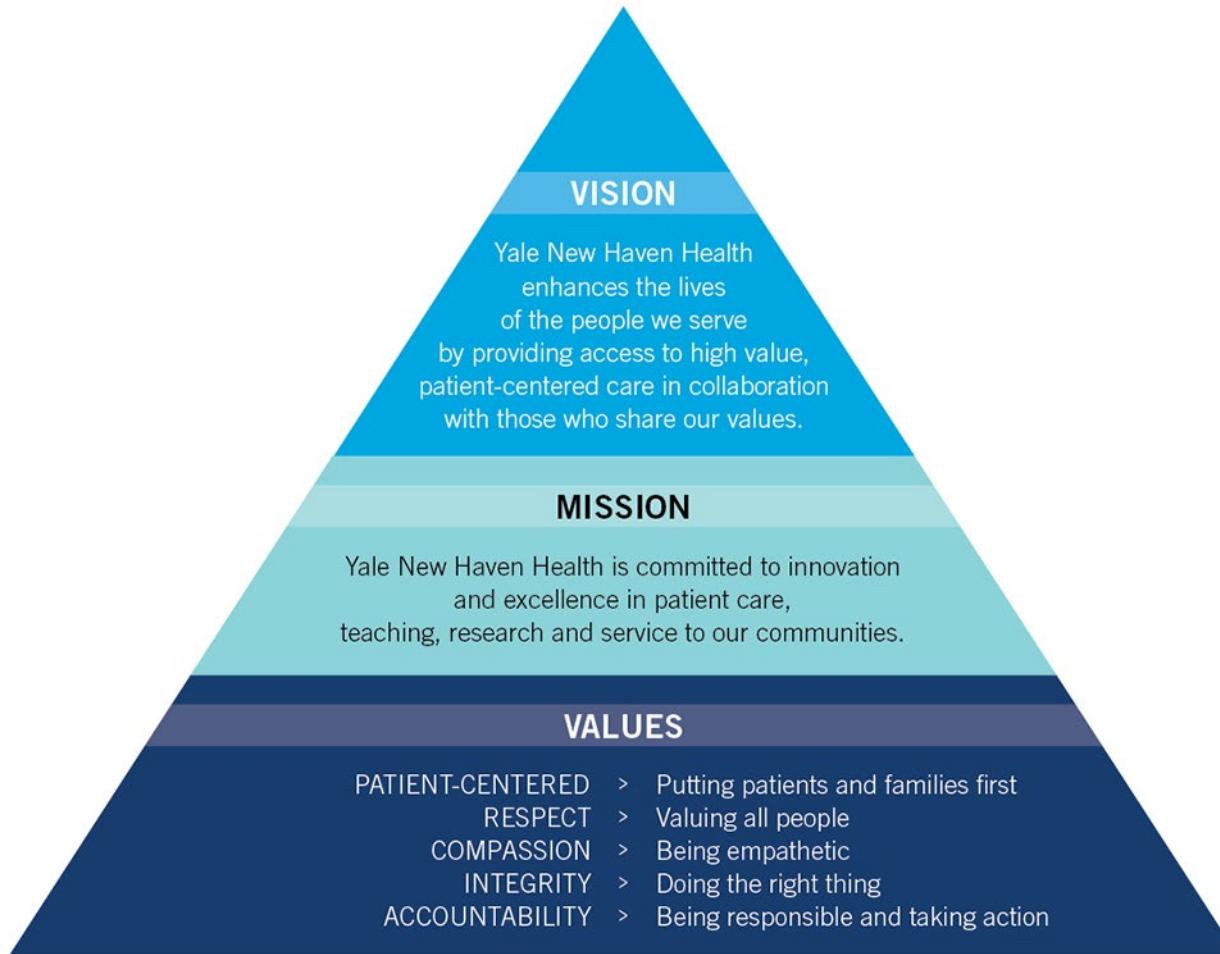 VISION
Yale New Haven Health
enhances the lives
of the people we serve
by providing access to high value,
patient-centered care in collaboration
with those who share our values.
MISSION
Yale New Haven Health is committed to innovation
and excellence in patient care,
teaching, research and service to our communities.
VALUES
PATIENT-CENTERED > Putting patients and families first
RESPECT > Valuing all people
COMPASSION > Being empathetic
INTEGRITY > Doing the right thing
ACCOUNTABILITY > Being responsible and taking action